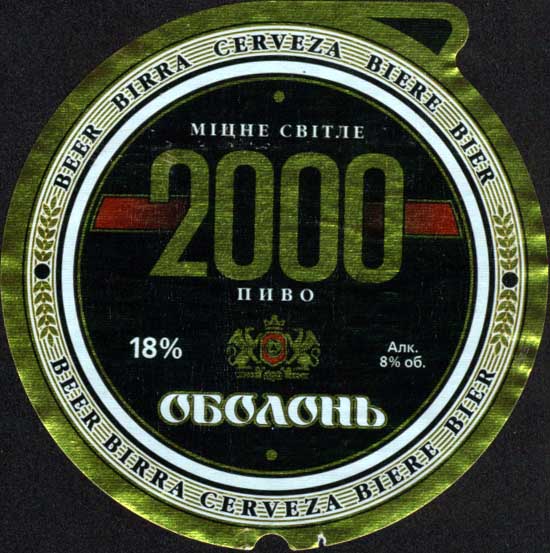 BEER BIRRA CERVEZA BIERE BIER
МІЦНЕ СВІТЛЕ
2000
ПИВО
18%
Алк.
8% об.
ОБОЛОНЬ
BEER BIRRA CERVEZA BIERE BIER